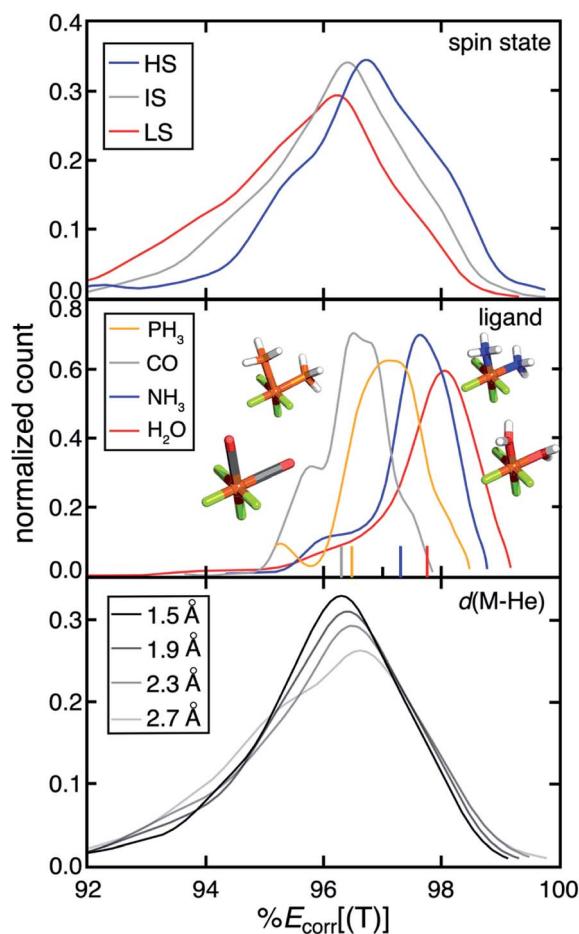 0.4
spin state
HS
IS
LS
0.3
0.2
0.1
0.0
0.8
ligand
PH3
CO
NH3
H2O
0.6
0.4
0.2
0.0
normalized count
d(M-He)
1.5 Å
1.9 Å
2.3 Å
2.7 Å
0.3
0.2
0.1
0.0
92
94
96
98
100
%Ecorr[(T)]